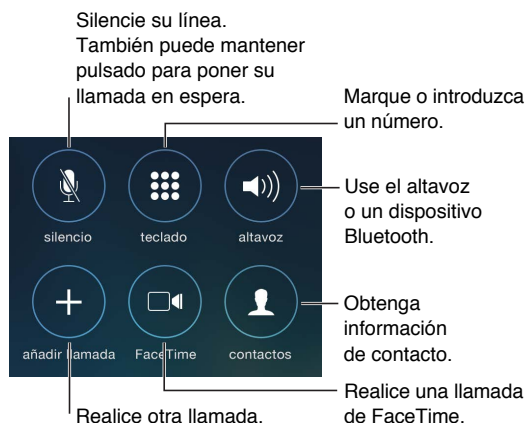 Silencie su línea.
También puede mantener
pulsado para poner su
llamada en espera.
Marque o introduzca
un número.
silencio
teclado
altavoz
Use el altavoz
o un dispositivo
Bluetooth.
añadir llamada
FaceTime
contactos
Obtenga
información
de contacto.
Realice otra llamada.
Realice una llamada
de FaceTime.